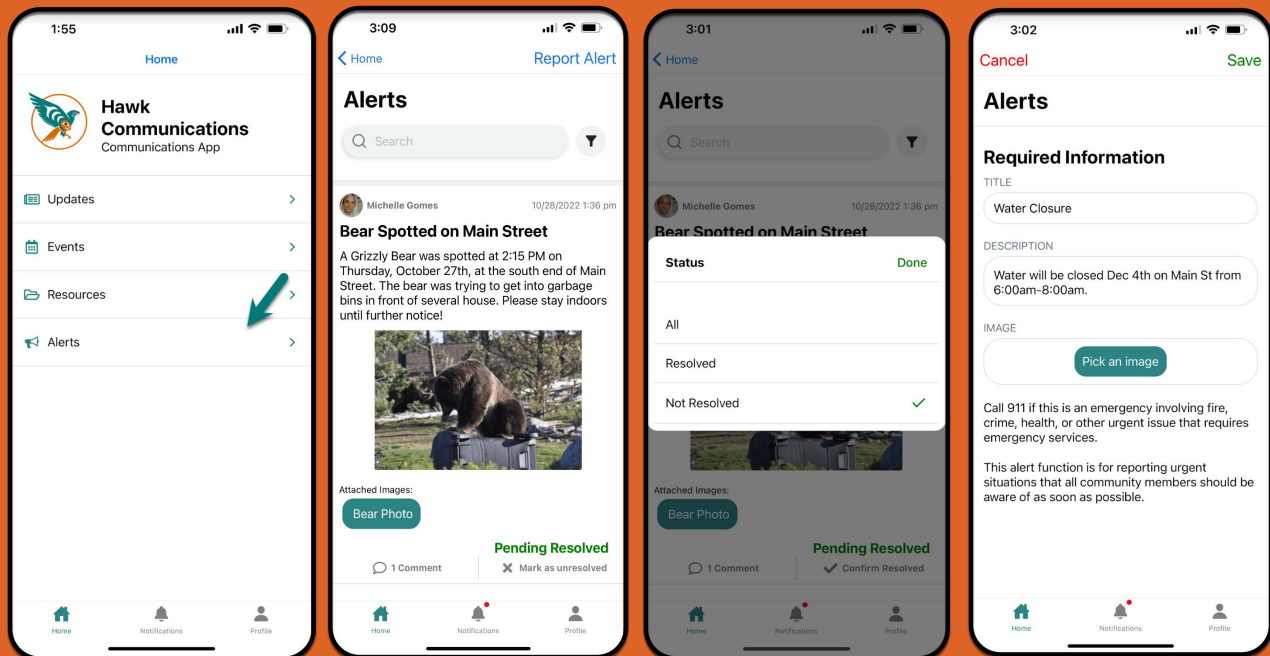 1:55
Home
Hawk
Communications
Communications App
Updates
Events
Resources
Alerts
Home
Notifications
Profile
3:09
Home
Report Alert
Alerts
Search
Michelle Gomes
10/28/2022 1:36 pm
Bear Spotted on Main Street
A Grizzly Bear was spotted at 2:15 PM on
Thursday, October 27th, at the south end of Main
Street. The bear was trying to get into garbage
bins in front of several house. Please stay indoors
until further notice!
Attached Images:
Bear Photo
Pending Resolved
1 Comment
Mark as unresolved
Home
Notifications
Profile
3:01
Home
Alerts
Search
Michelle Gomes
10/28/2022 1:36 pm
Bear Spotted on Main Street
Status
Done
All
Resolved
Not Resolved
Attached Images:
Bear Photo
Pending Resolved
1 Comment
Confirm Resolved
Home
Notifications
Profile
3:02
Cancel
Save
Alerts
Required Information
TITLE
Water Closure
DESCRIPTION
Water will be closed Dec 4th on Main St from
6:00am-8:00am.
IMAGE
Pick an image
Call 911 if this is an emergency involving fire,
crime, health, or other urgent issue that requires
emergency services.
This alert function is for reporting urgent
situations that all community members should be
aware of as soon as possible.
Home
Notifications
Profile